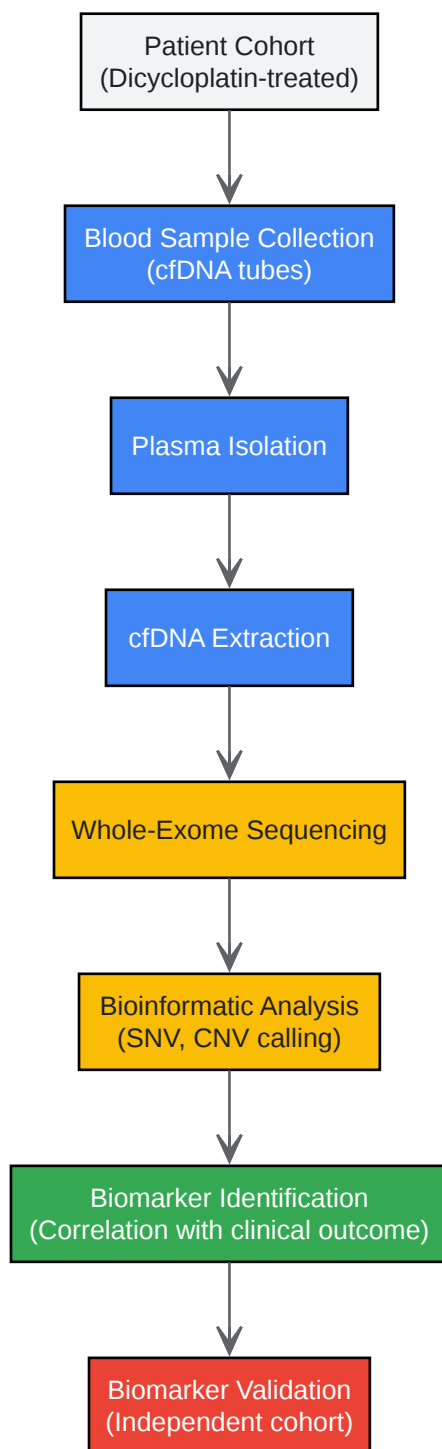 Patient Cohort
(Dicycloplatin-treated)
Blood Sample Collection
(cfDNA tubes)
Plasma Isolation
cfDNA Extraction
Whole-Exome Sequencing
Bioinformatic Analysis
(SNV, CNV calling)
Biomarker Identification
(Correlation with clinical outcome)
Biomarker Validation
(Independent cohort)